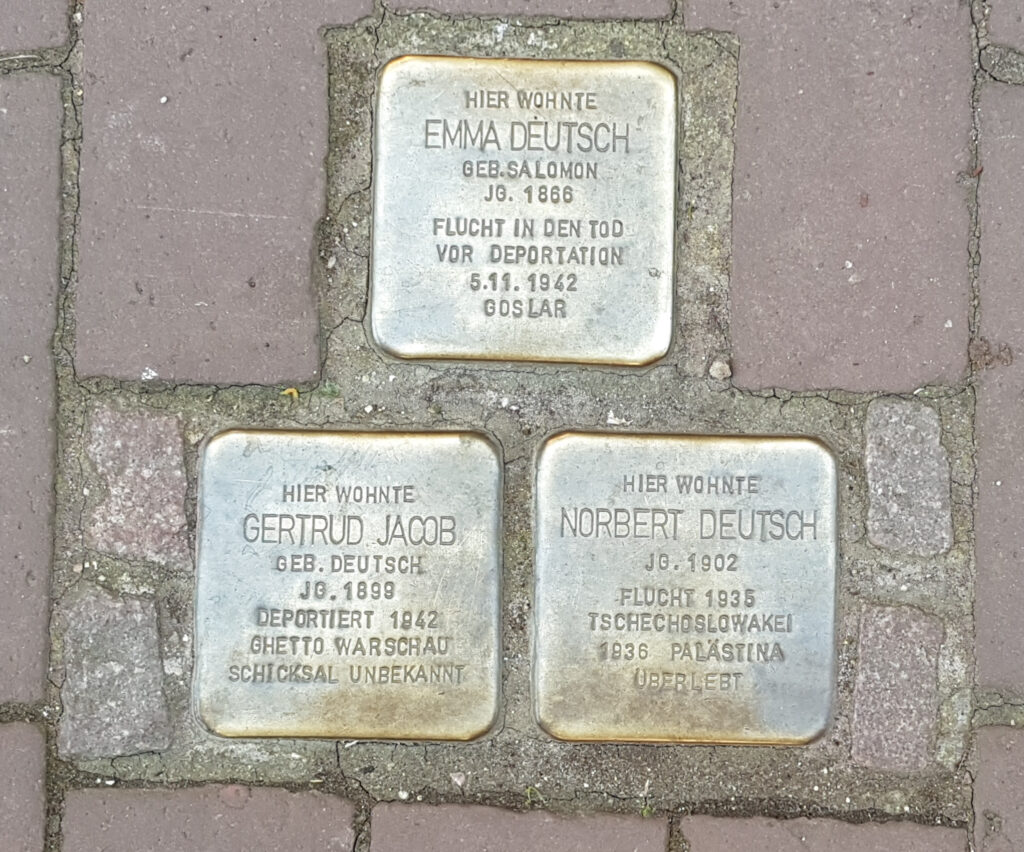 HIER WOHNTE
EMMA DEUTSCH
GEB. SALOMON
JG. 1866
FLUCHT IN DEN TOD
VOR DEPORTATION
5.11.1942
GOSLAR
HIER WOHNTE
GERTRUD JACOB
GEB. DEUTSCH
JG. 1899
DEPORTIERT 1942
GHETTO WARSCHAU
SCHICKSAL UNBEKANNT
HIER WOHNTE
NORBERT DEUTSCH
JG. 1902
FLUCHT 1935
TSCHECHOSLOWAKEI
1936 PALÄSTINA
ÜBERLEBT